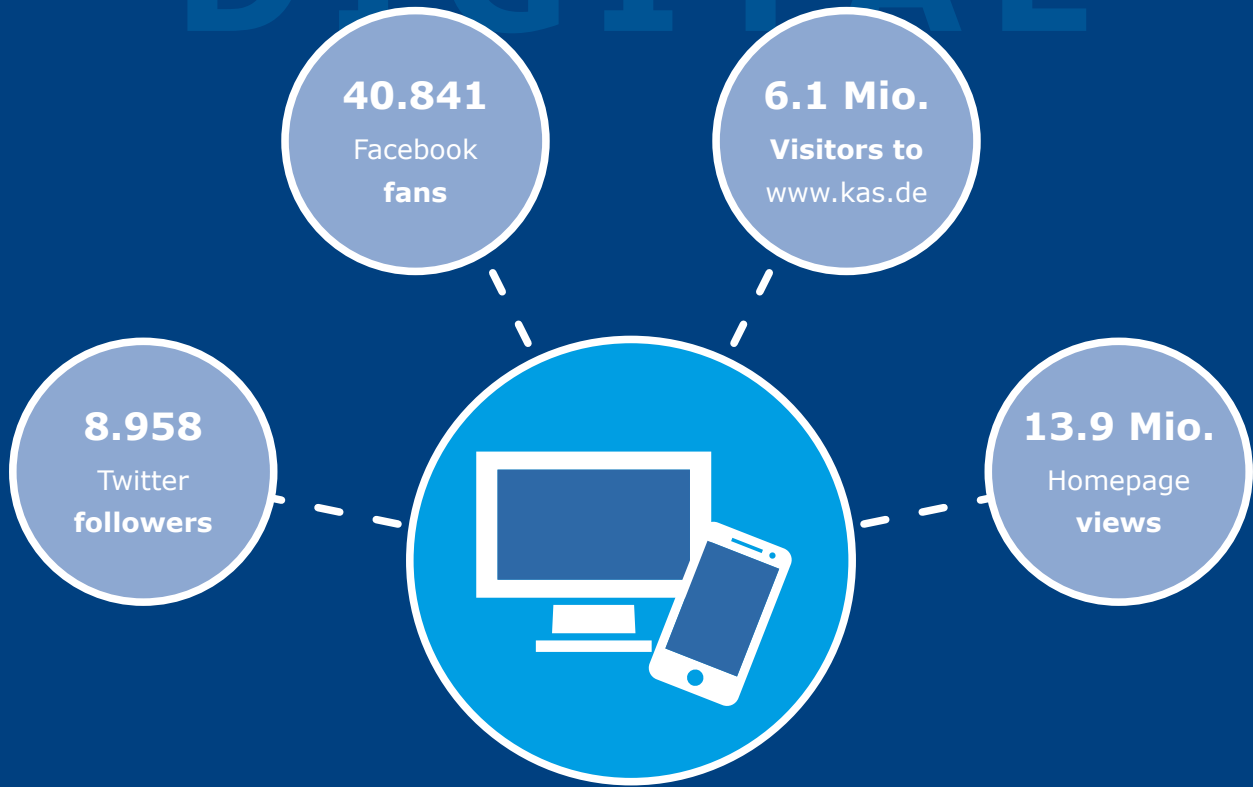 DIGITAL
40.841
Facebook
fans
6.1 Mio.
Visitors to
www.kas.de
8.958
Twitter
followers
13.9 Mio.
Homepage
views